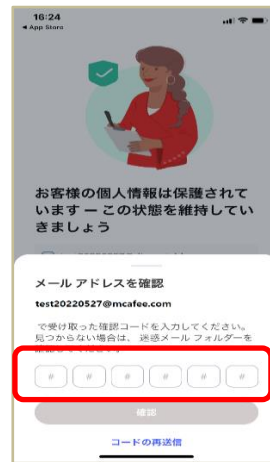 16:24
◀ App Store
お客様の個人情報は保護されて
います ー この状態を維持してい
きましょう
メール アドレスを確認
test20220527@mcafee.com
で受け取った確認コードを入力してください。
見つからない場合は、 迷惑メール フォルダーを
# # # # # #
確認
コードの再送信